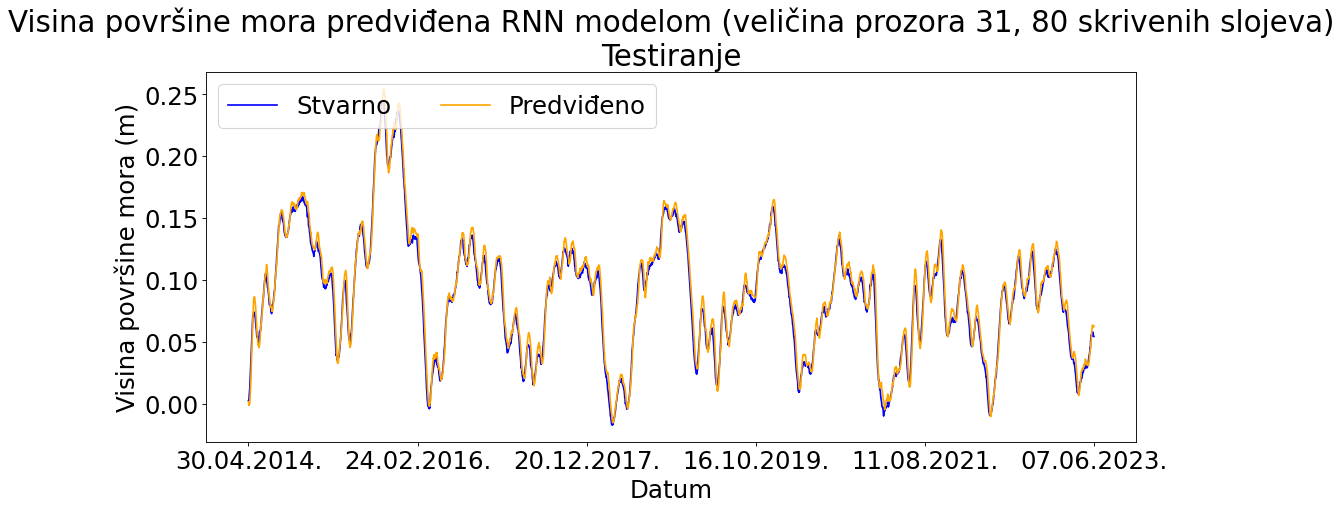 Visina površine mora predviđena RNN modelom (veličina prozora 31, 80 skrivenih slojeva)
Testiranje
Stvarno
Predviđeno
Visina površine mora (m)
0.25
0.20
0.15
0.10
0.05
0.00
30.04.2014.
24.02.2016.
20.12.2017.
16.10.2019.
11.08.2021.
07.06.2023.
Datum